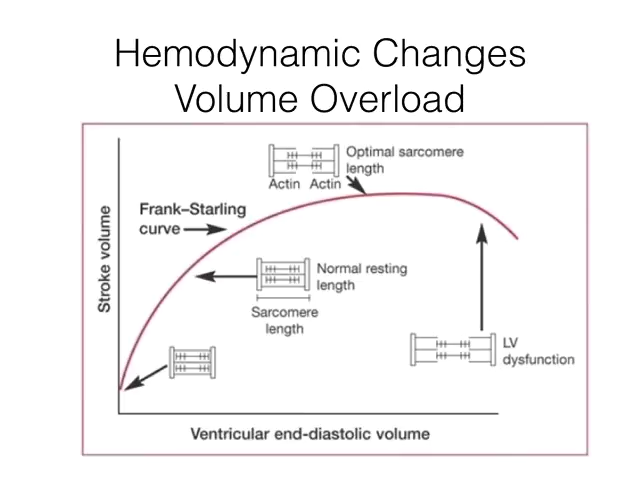 Hemodynamic Changes
Volume Overload
Optimal sarcomere
length
Actin Actin
Frank–Starling
curve
Stroke volume
Normal resting
length
Sarcomere
length
LV
dysfunction
Ventricular end-diastolic volume